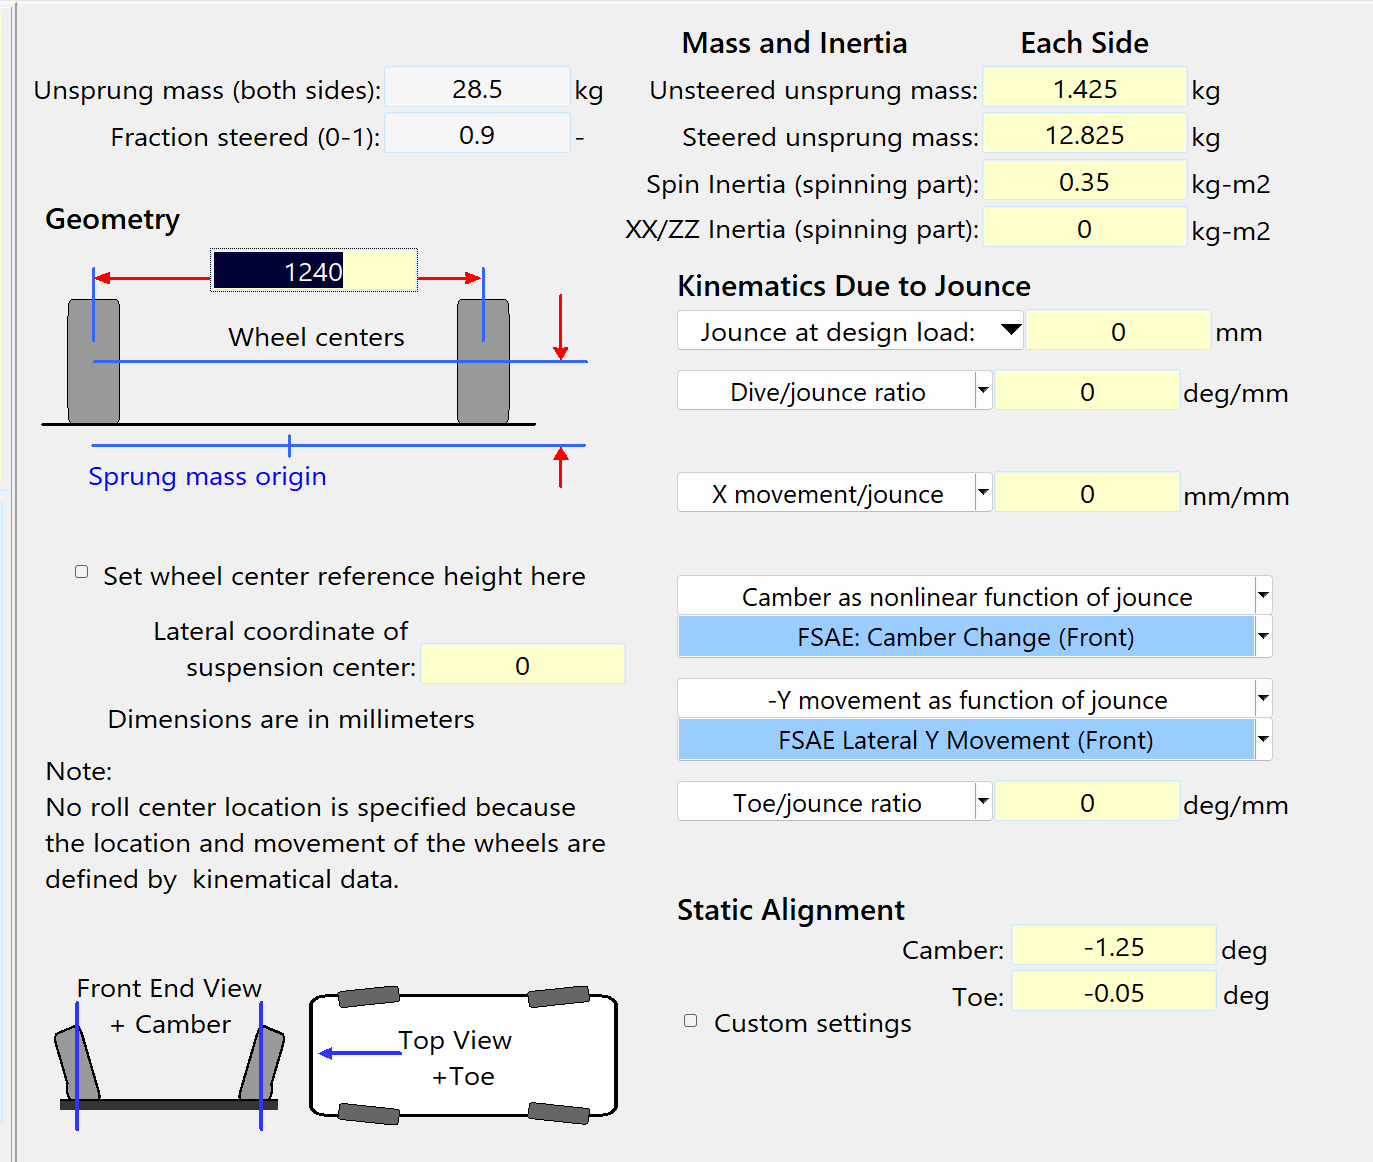 Mass and Inertia Each Side
Unsprung mass (both sides): 28.5 kg
Unsteered unsprung mass: 1.425 kg
Fraction steered (0-1): 0.9 -
Steered unsprung mass: 12.825 kg
Spin Inertia (spinning part): 0.35 kg-m2
XX/ZZ Inertia (spinning part): 0 kg-m2
Geometry
1240
Wheel centers
Sprung mass origin
Set wheel center reference height here
Lateral coordinate of
suspension center: 0
Dimensions are in millimeters
Note:
No roll center location is specified because
the location and movement of the wheels are
defined by  kinematical data.
Front End View
+ Camber
Top View
+Toe
Kinematics Due to Jounce
Jounce at design load: 0 mm
Dive/jounce ratio 0 deg/mm
X movement/jounce 0 mm/mm
Camber as nonlinear function of jounce
FSAE: Camber Change (Front)
-Y movement as function of jounce
FSAE Lateral Y Movement (Front)
Toe/jounce ratio 0 deg/mm
Static Alignment
Camber: -1.25 deg
Toe: -0.05 deg
Custom settings